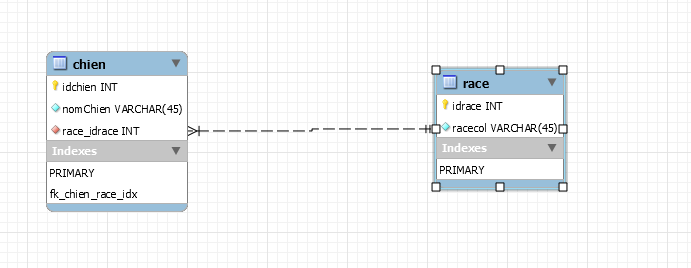 chien
idchien INT
nomChien VARCHAR(45)
race_idrace INT
Indexes
PRIMARY
fk_chien_race_idx
race
idrace INT
racecol VARCHAR(45)
Indexes
PRIMARY